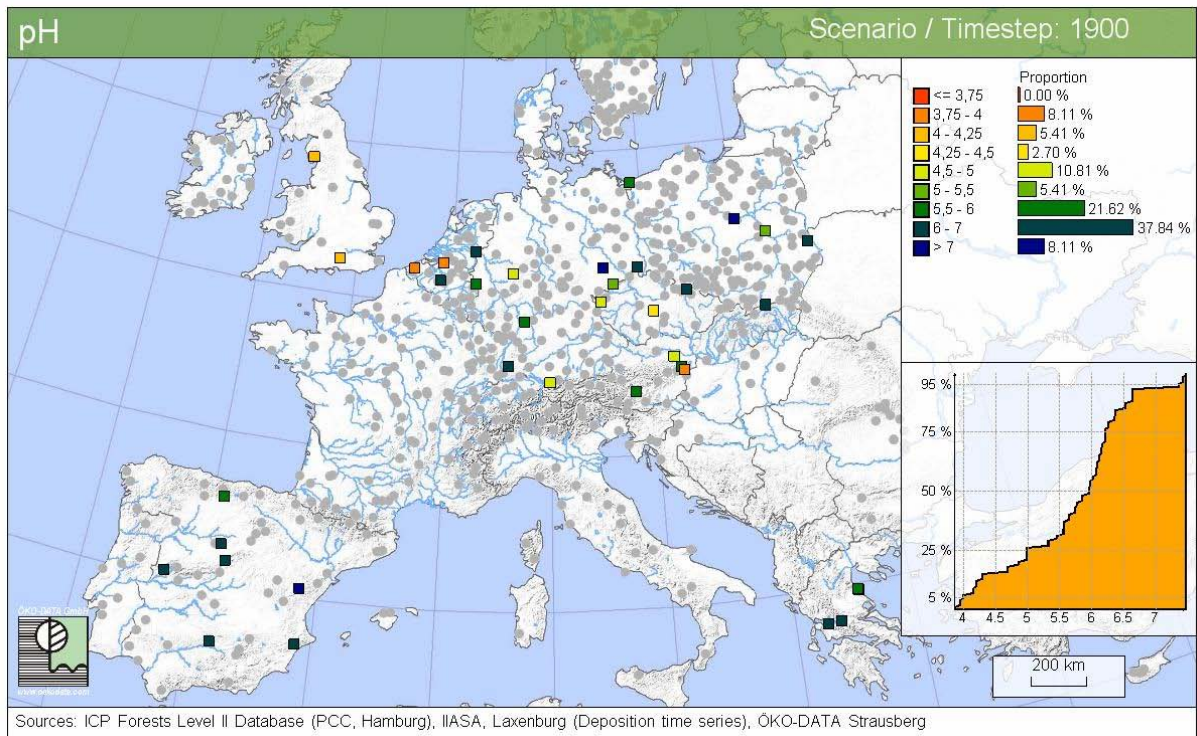 pH
Scenario / Timestep: 1900
Proportion
<= 3,75 0.00 %
3,75 - 4 8.11 %
4 - 4,25 5.41 %
4,25 - 4,5 2.70 %
4,5 - 5 10.81 %
5 - 5,5 5.41 %
5,5 - 6 21.62 %
6 - 7 37.84 %
> 7 8.11 %
95 %
75 %
50 %
25 %
5 %
4 4.5 5 5.5 6 6.5 7
200 km
ÖKO-DATA GmbH
Sources: ICP Forests Level II Database (PCC, Hamburg), IIASA, Laxenburg (Deposition time series), ÖKO-DATA Strausberg